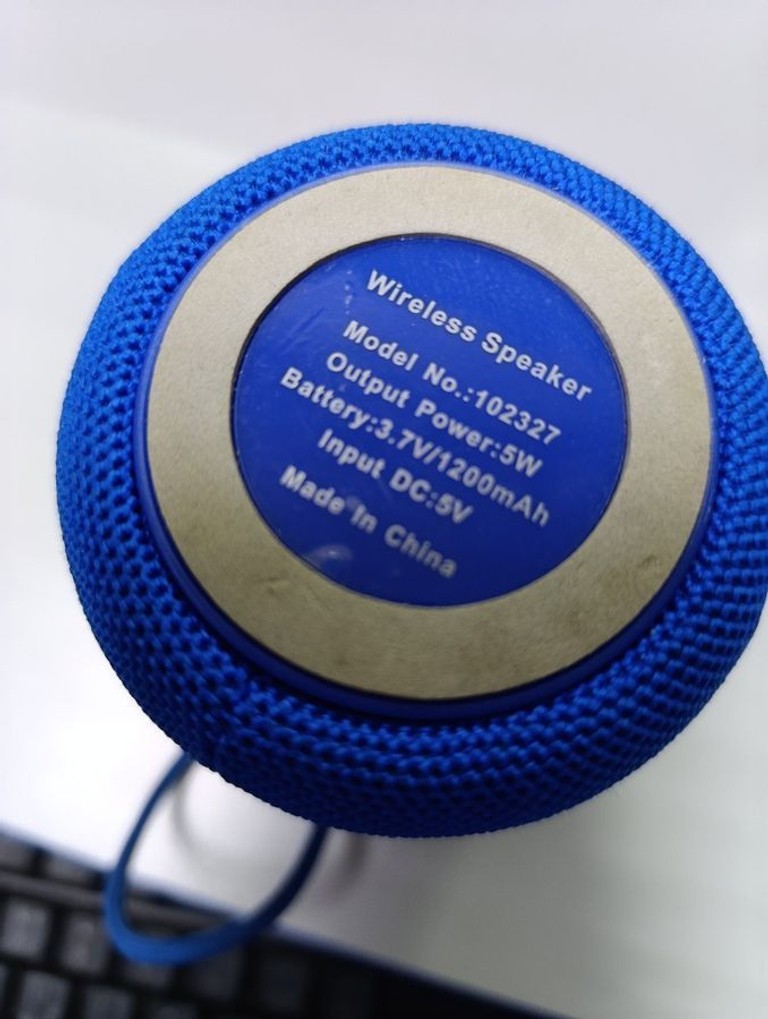 Wireless Speaker
Model No.:102327
Output Power:5W
Battery:3.7V/1200mAh
Input DC:5V
Made In China